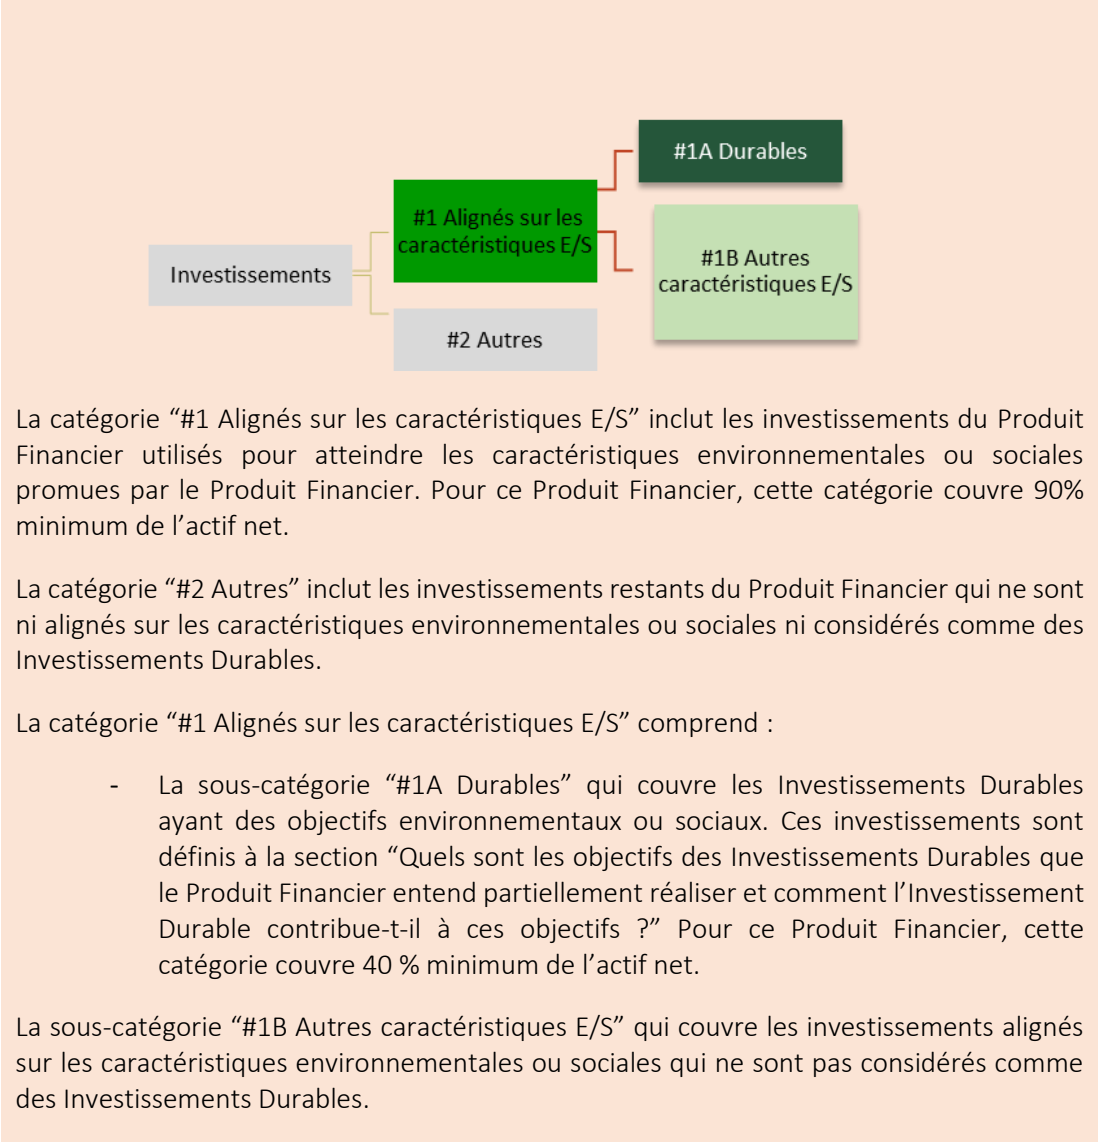 #1A Durables
#1 Alignés sur les
caractéristiques E/S
#1B Autres
caractéristiques E/S
Investissements
#2 Autres
La catégorie “#1 Alignés sur les caractéristiques E/S” inclut les investissements du Produit
Financier utilisés pour atteindre les caractéristiques environnementales ou sociales
promues par le Produit Financier. Pour ce Produit Financier, cette catégorie couvre 90%
minimum de l’actif net.
La catégorie “#2 Autres” inclut les investissements restants du Produit Financier qui ne sont
ni alignés sur les caractéristiques environnementales ou sociales ni considérés comme des
Investissements Durables.
La catégorie “#1 Alignés sur les caractéristiques E/S” comprend :
- La sous-catégorie “#1A Durables” qui couvre les Investissements Durables
ayant des objectifs environnementaux ou sociaux. Ces investissements sont
définis à la section “Quels sont les objectifs des Investissements Durables que
le Produit Financier entend partiellement réaliser et comment l’Investissement
Durable contribue-t-il à ces objectifs ?” Pour ce Produit Financier, cette
catégorie couvre 40 % minimum de l’actif net.
La sous-catégorie “#1B Autres caractéristiques E/S” qui couvre les investissements alignés
sur les caractéristiques environnementales ou sociales qui ne sont pas considérés comme
des Investissements Durables.